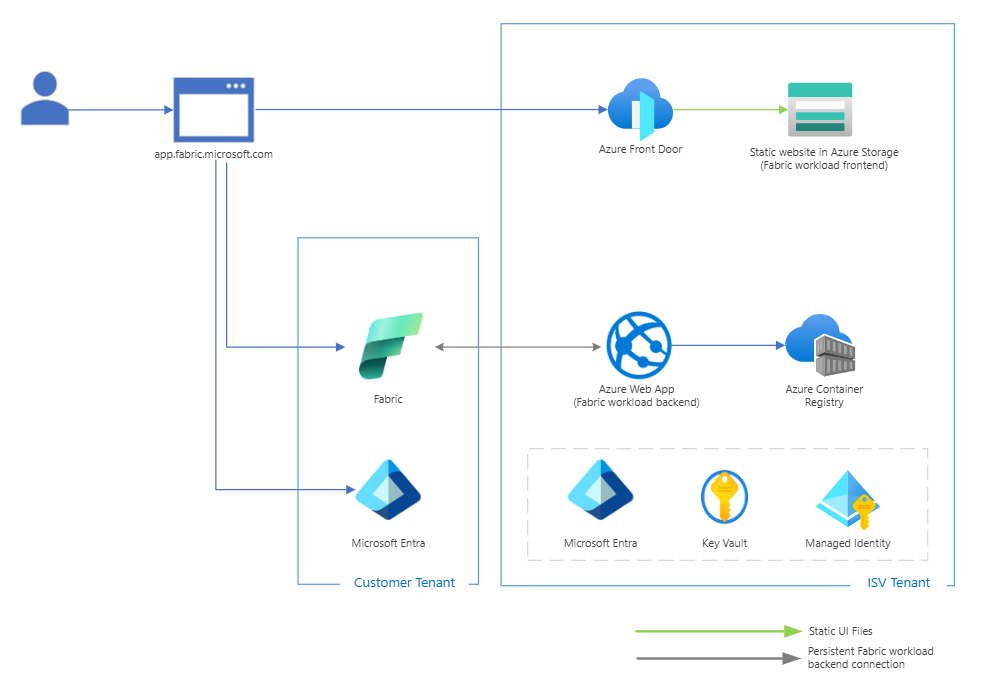 app.fabric.microsoft.com
Azure Front Door
Static website in Azure Storage
(Fabric workload frontend)
Fabric
Azure Web App
(Fabric workload backend)
Azure Container
Registry
Microsoft Entra
Microsoft Entra
Key Vault
Managed Identity
Customer Tenant
ISV Tenant
Static UI Files
Persistent Fabric workload
backend connection